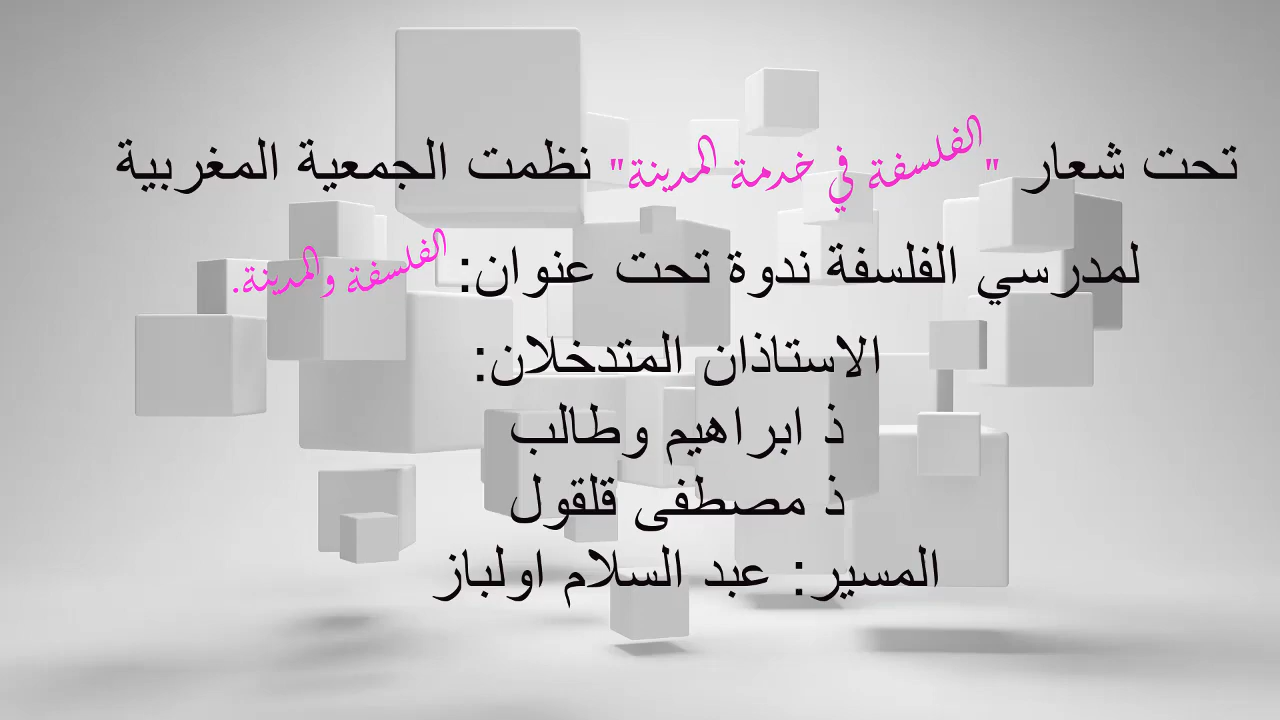 تحت شعار "الفلسفة في خدمة المدينة" نظمت الجمعية المغربية
لمدرسي الفلسفة ندوة تحت عنوان: الفلسفة والمدينة.
الاستاذان المتدخلان:
ذ ابراهيم وطالب
ذ مصطفى قلقول
المسير: عبد السلام اولباز